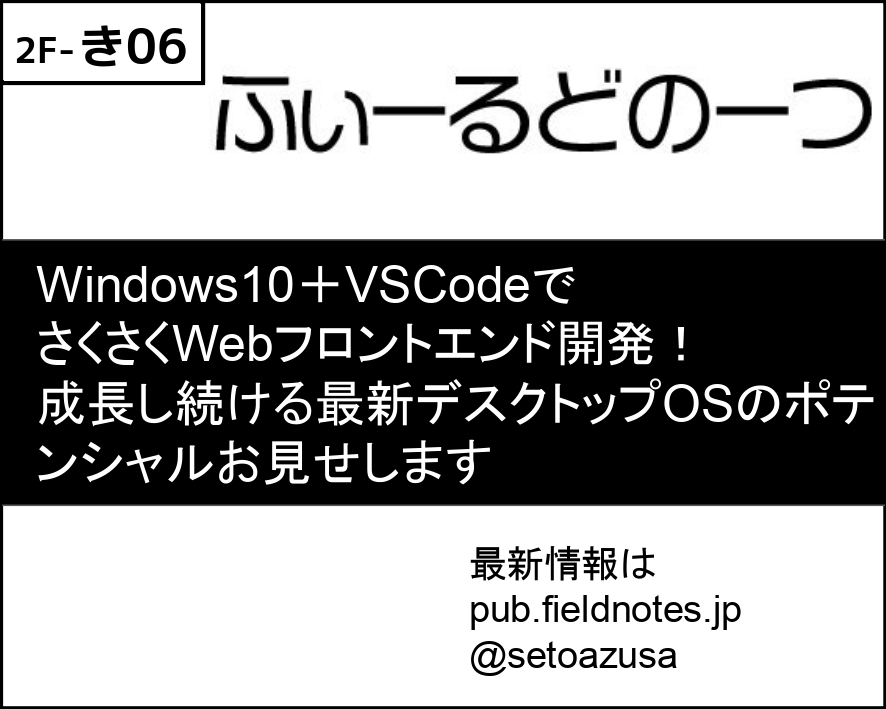 2F-き06
ふぃーるどのーつ
Windows10＋VSCodeで
さくさくWebフロントエンド開発！
成長し続ける最新デスクトップOSのポテ
ンシャルお見せします
最新情報は
pub.fieldnotes.jp
@setoazusa